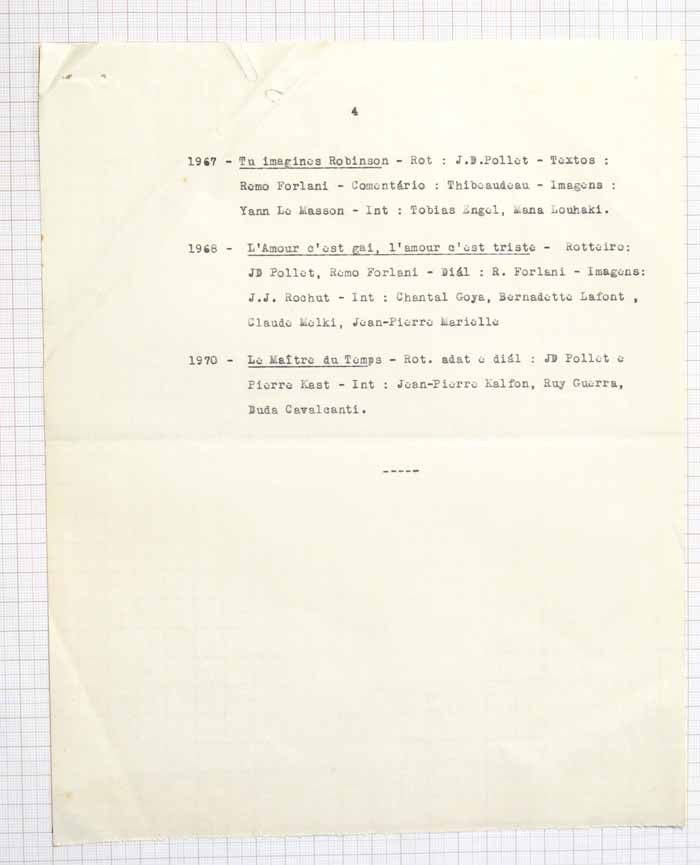 4
1967 - Tu imagines Robinson - Rot : J.D.Pollet - Textos :
Remo Forlani - Comentário : Thibeaudeau - Imagens :
Yann Le Masson - Int : Tobias Engel, Mana Louhaki.
1968 - L'Amour c'est gai, l'amour c'est triste - Rotteiro:
JD Pollet, Remo Forlani - Diál : R. Forlani - Imagens:
J.J. Rochut - Int : Chantal Goya, Bernadette Lafont ,
Claude Melki, Jean-Pierre Marielle
1970 - Le Maître du Temps - Rot. adat e diál : JD Pollet e
Pierre Kast - Int : Jean-Pierre Kalfon, Ruy Guerra,
Duda Cavalcanti.
-----